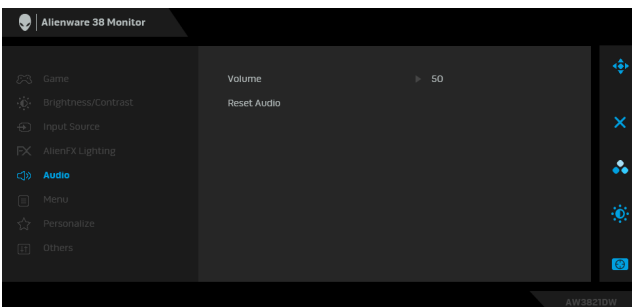 Alienware 38 Monitor
Game
Brightness/Contrast
Input Source
AlienFX Lighting
Audio
Menu
Personalize
Others
Volume 50
Reset Audio
AW3821DW